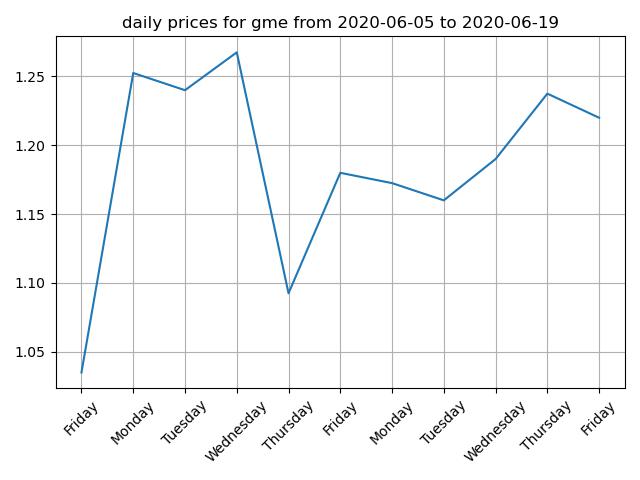 daily prices for gme from 2020-06-05 to 2020-06-19
1.25
1.20
1.15
1.10
1.05
Friday
Monday
Tuesday
Wednesday
Thursday
Friday
Monday
Tuesday
Wednesday
Thursday
Friday